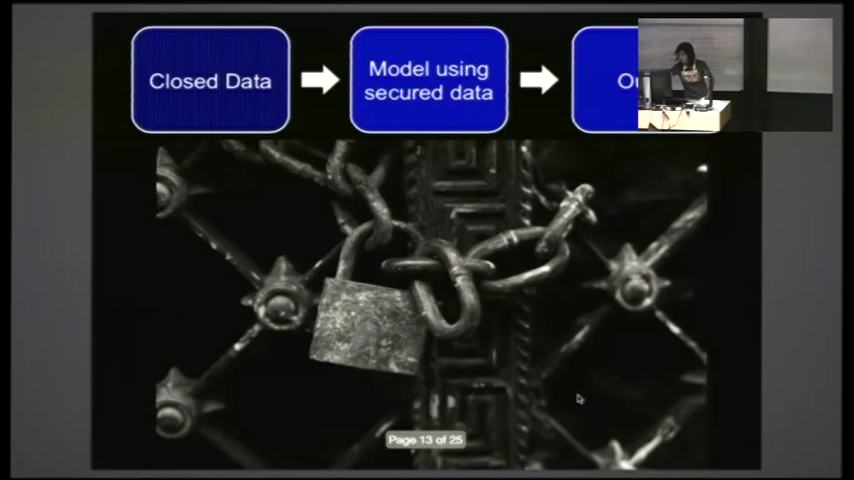 Closed Data
Model using
secured data
Page 13 of 25